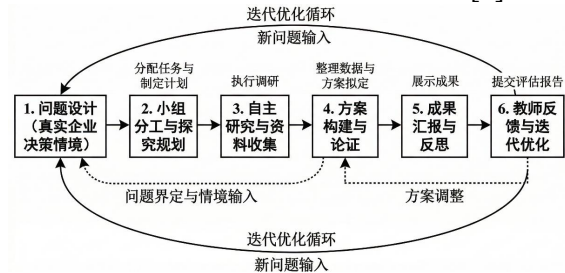 [
迭代优化循环
新问题输入
分配任务与
制定计划
执行调研
整理数据与
方案拟定
展示成果
提交评估报告
1. 问题设计
（真实企业
决策情境）
2. 小组
分工与探
究规划
3. 自主
研究与资
料收集
4. 方案
构建与
论证
5. 成果
汇报与
反思
6. 教师反
馈与迭
代优化
问题界定与情境输入
方案调整
迭代优化循环
新问题输入